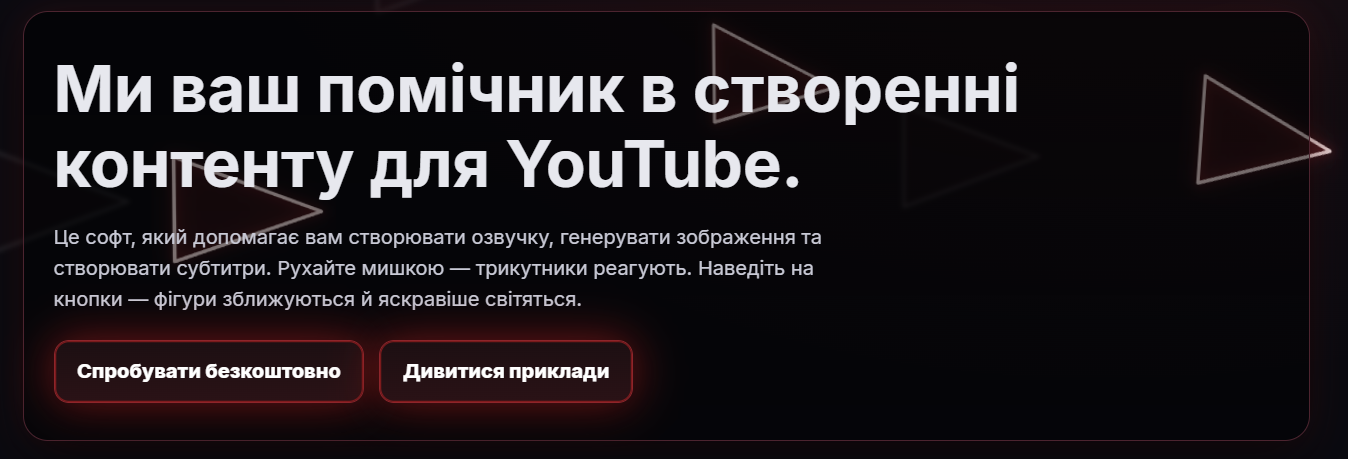 Ми ваш помічник в створенні
контенту для YouTube.
Це софт, який допомагає вам створювати озвучку, генерувати зображення та
створювати субтитри. Рухайте мишкою — трикутники реагують. Наведіть на
кнопки — фігури зближуються й яскравіше світяться.
Спробувати безкоштовно
Дивитися приклади